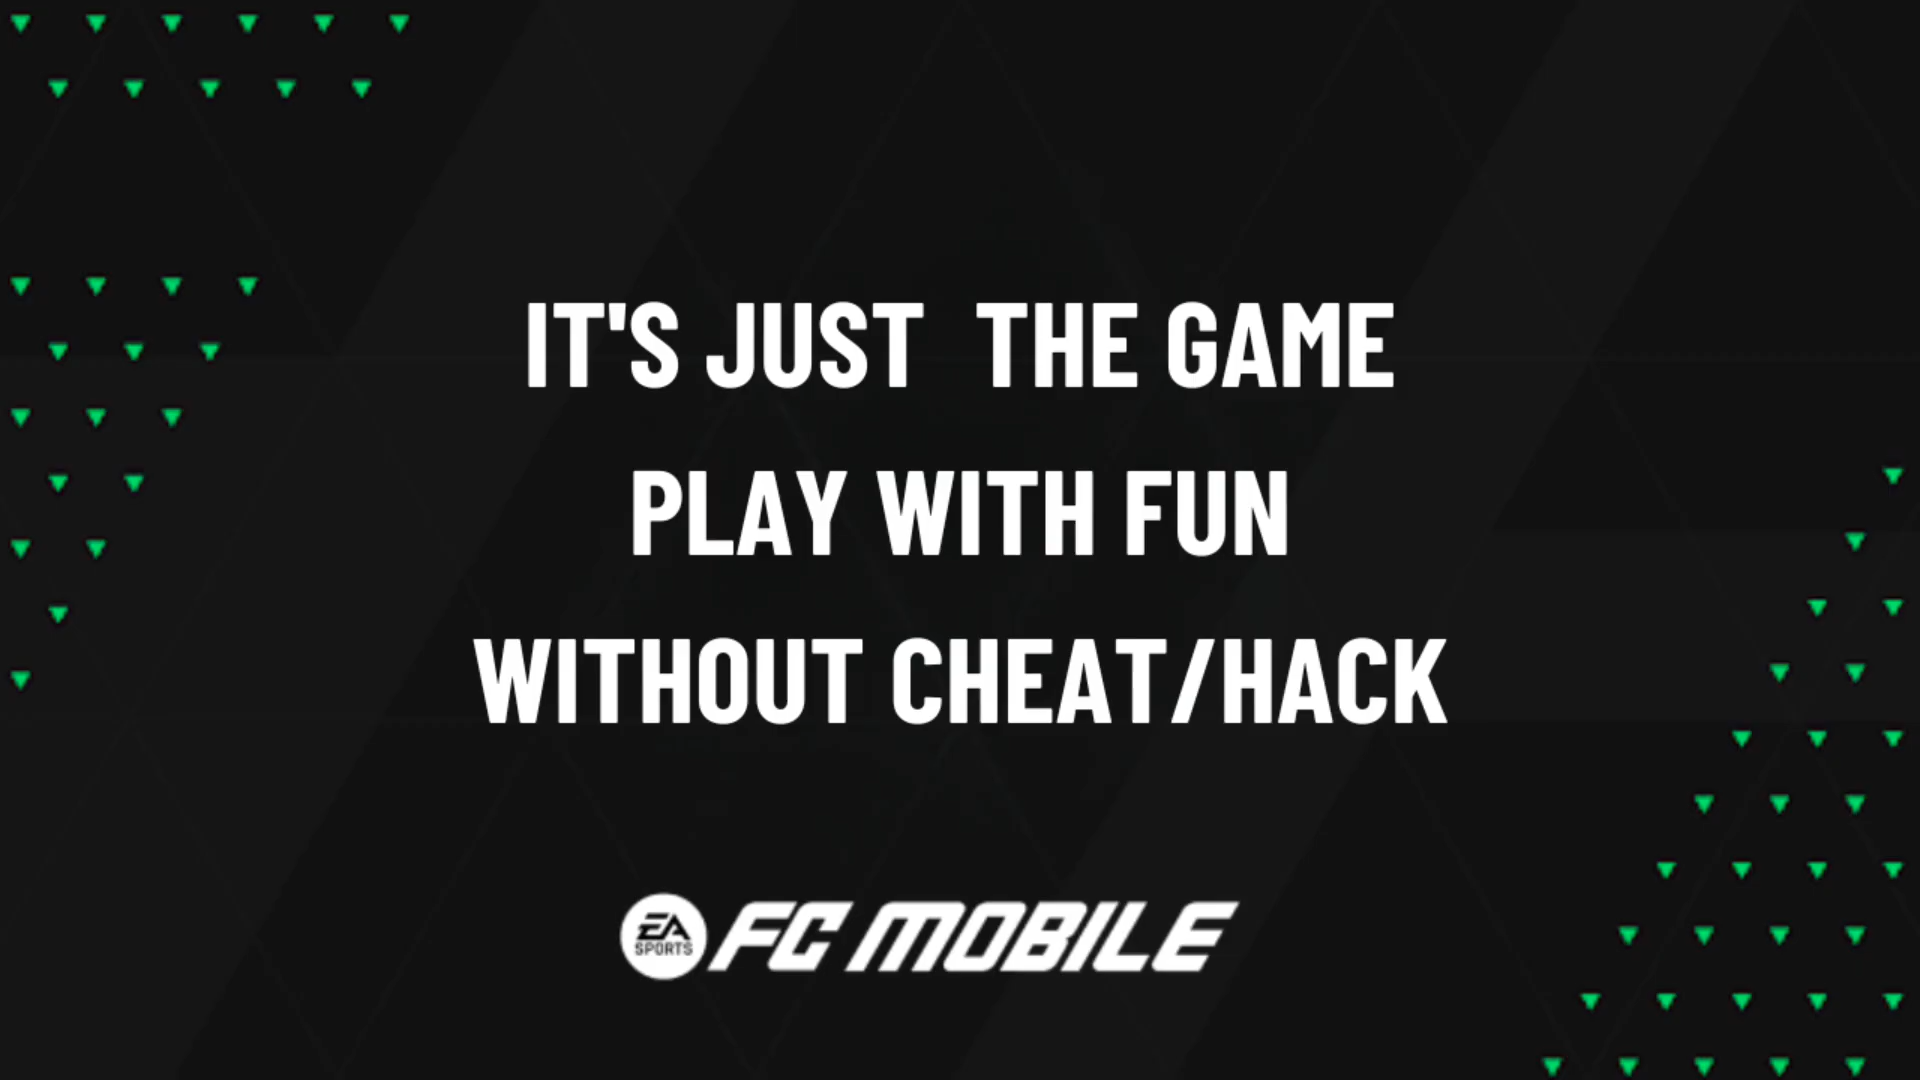 IT'S JUST  THE GAME
PLAY WITH FUN
WITHOUT CHEAT/HACK
EA SPORTS FC MOBILE